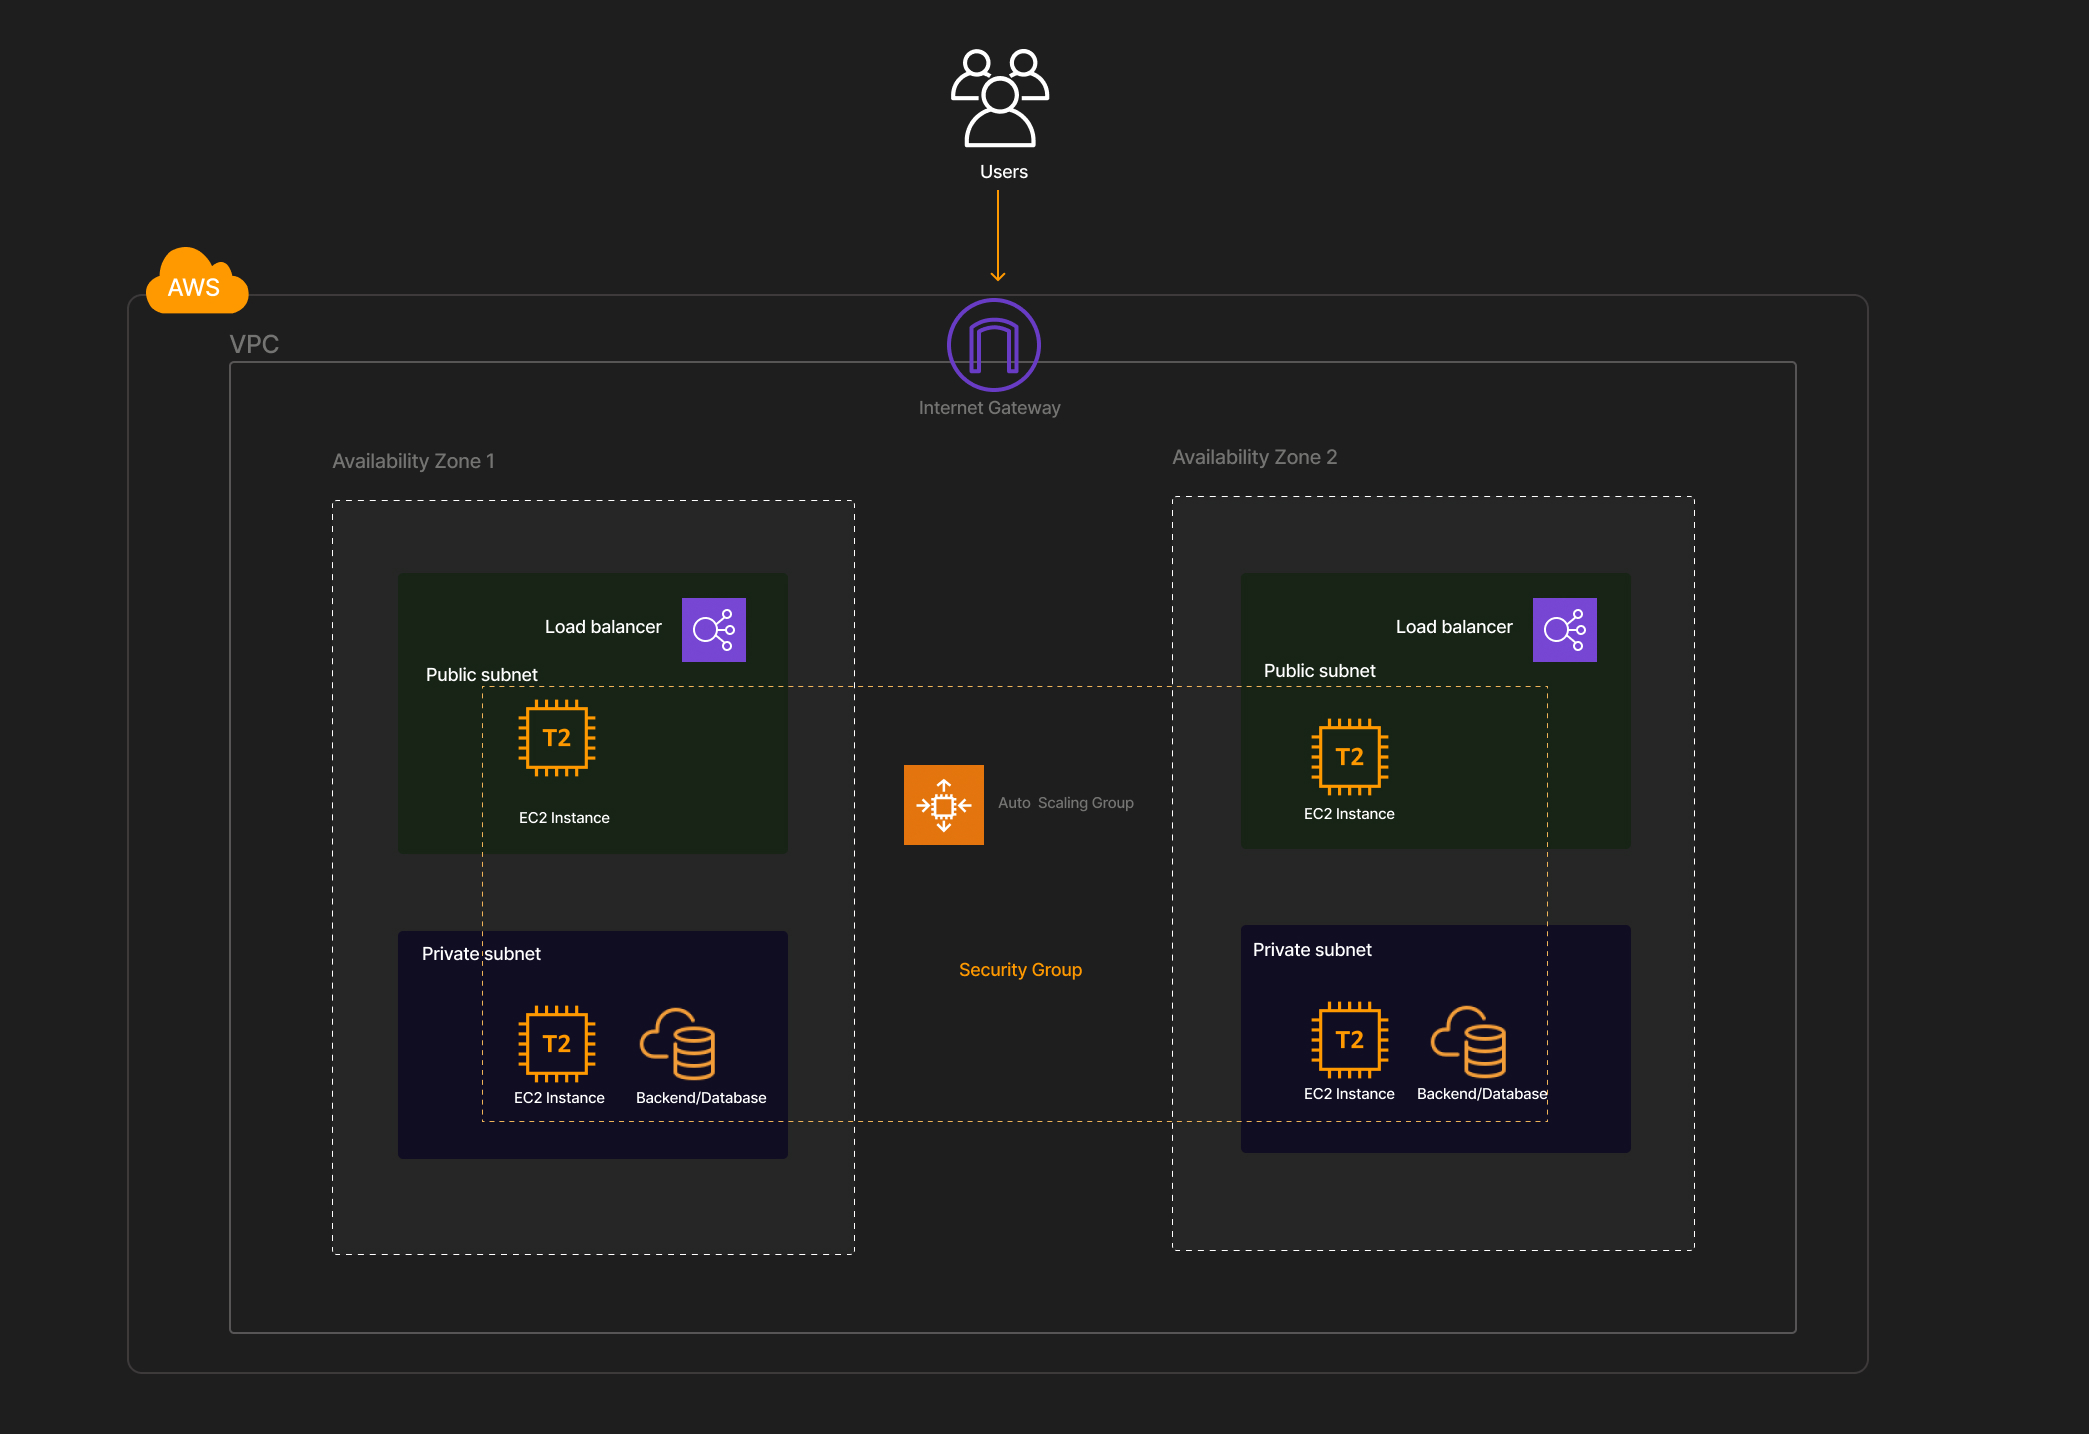 Users
AWS
VPC
Internet Gateway
Availability Zone 1
Availability Zone 2
Load balancer
Public subnet
T2
EC2 Instance
Load balancer
Public subnet
T2
EC2 Instance
Auto Scaling Group
Security Group
Private subnet
T2
EC2 Instance
Backend/Database
Private subnet
T2
EC2 Instance
Backend/Database